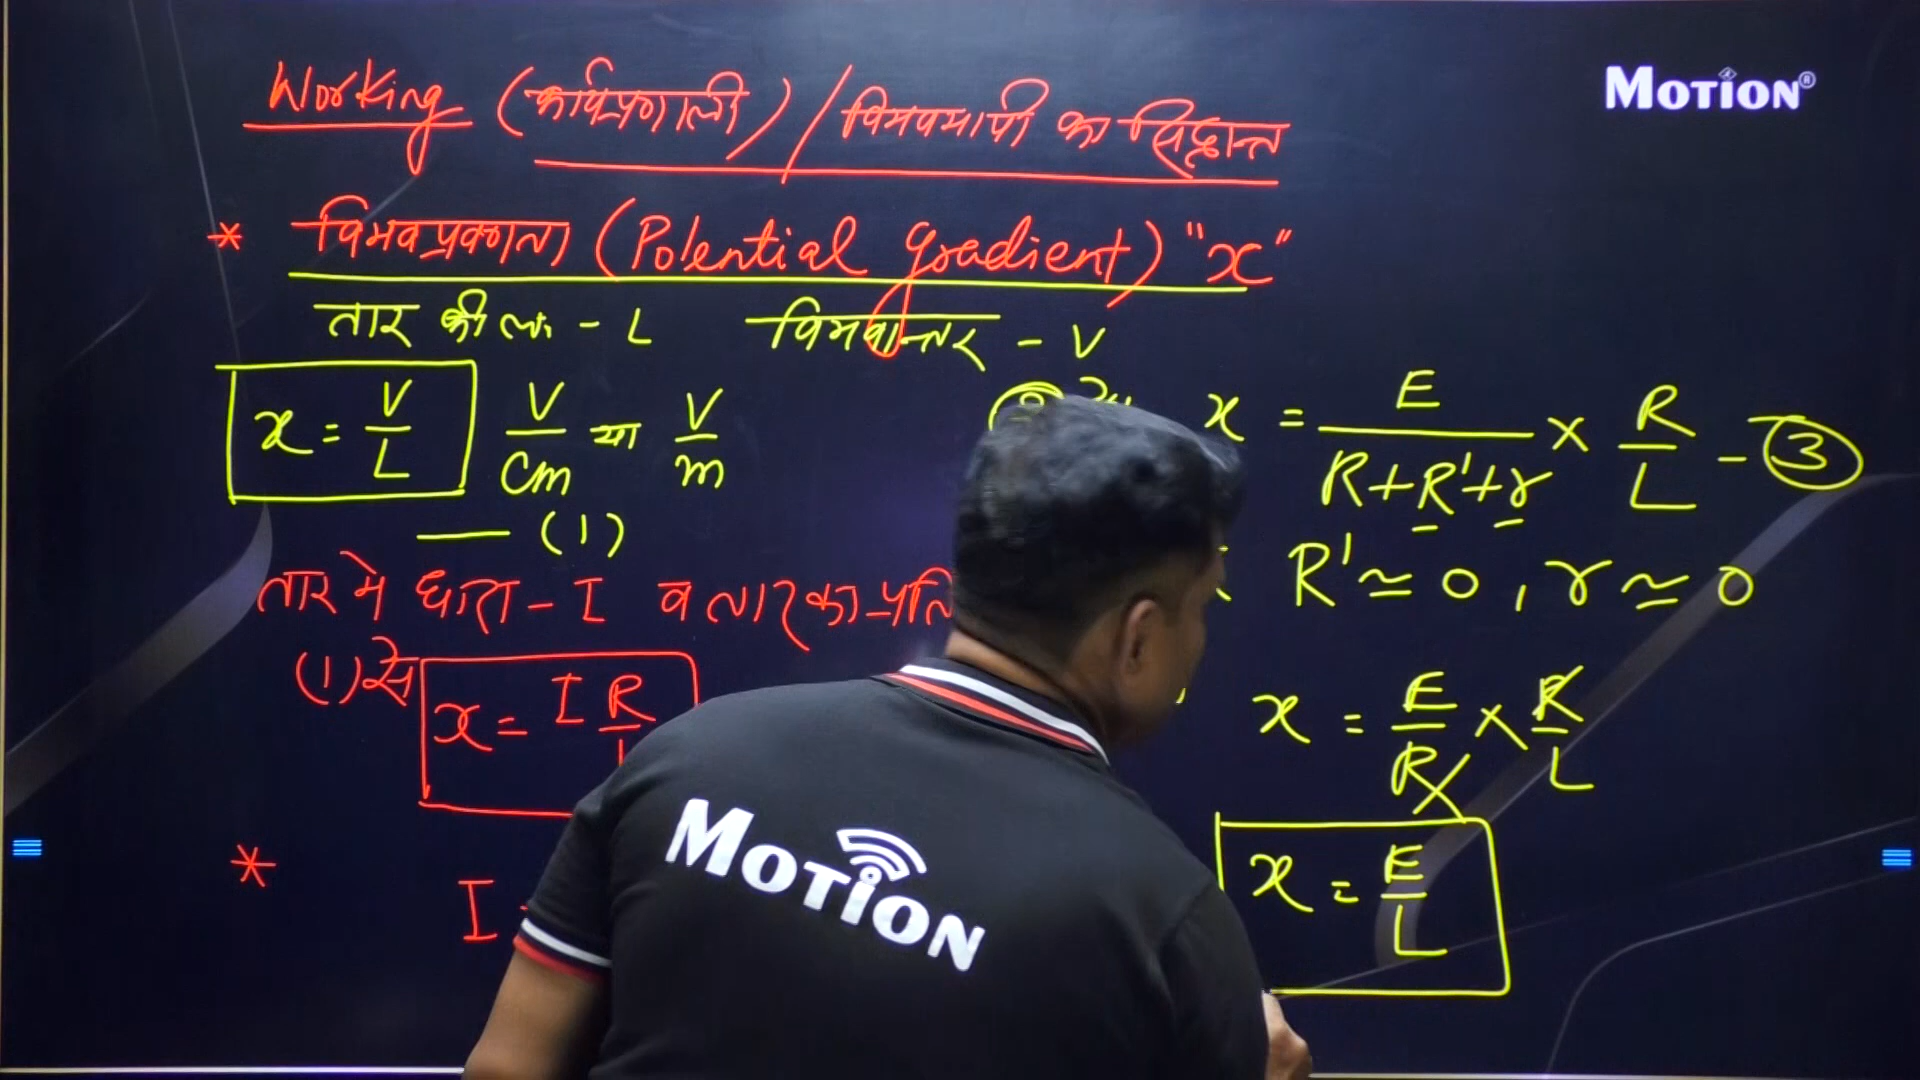 Working (कार्यप्रणाली) / विभवमापी का सिद्धान्त
MOTION®
* विभवप्रवणता (Potential gradient) "x"
तार की ल. - L विभवान्तर - V
x = V/L V/cm या V/m
— (1)
तार मे धारा - I व तार का प्रति
(1) से x = I R
* I
x = E/(R+R'+r) × R/L - ③
R' ≃ 0, r ≃ 0
x = E/R × R/L
x = E/L
MOTION